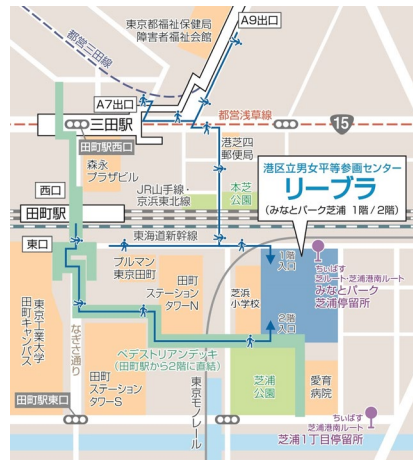 東京都福祉保健局
障害者福祉会館
A9出口
都営三田線
A7出口
三田駅
都営浅草線
15
田町駅西口
港芝四
郵便局
森永
プラザビル
港区立男女平等参画センター
リーブラ
(みなとパーク芝浦 1階/2階)
JR山手線・
京浜東北線
本芝
公園
西口
田町駅
東海道新幹線
東口
プルマン
東京田町
田町
ステーション
タワーN
芝浜
小学校
1階
入口
ちぃばす
芝ルート・芝浦港南ルート
みなとパーク
芝浦停留所
2階
入口
東京工業大学
田町キャンパス
なぎさ通り
ペデストリアンデッキ
(田町駅から2階に直結)
田町
ステーション
タワーS
東京モノレール
芝浦
公園
愛育
病院
田町駅東口
ちぃばす
芝浦港南ルート
芝浦1丁目停留所